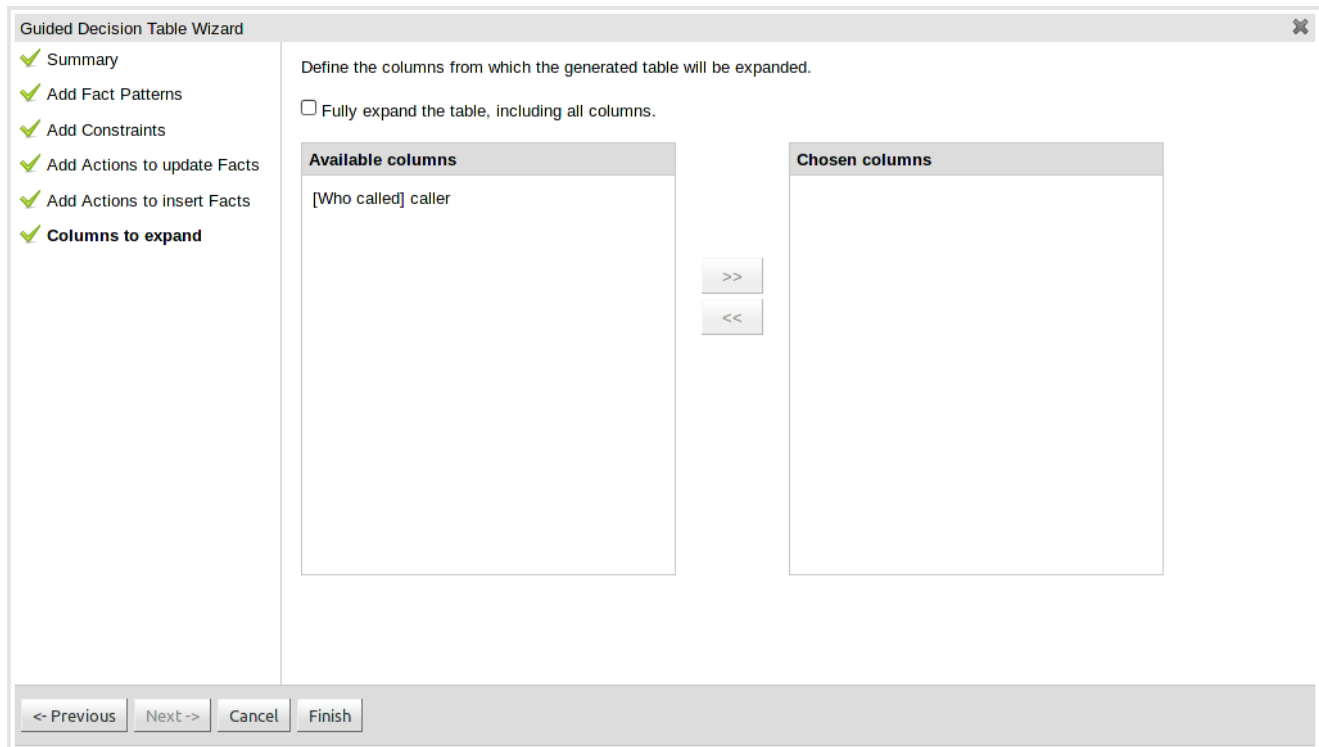 Guided Decision Table Wizard
Summary
Add Fact Patterns
Add Constraints
Add Actions to update Facts
Add Actions to insert Facts
Columns to expand
Define the columns from which the generated table will be expanded.
Fully expand the table, including all columns.
Available columns
[Who called] caller
>>
<<
Chosen columns
<- Previous
Next ->
Cancel
Finish